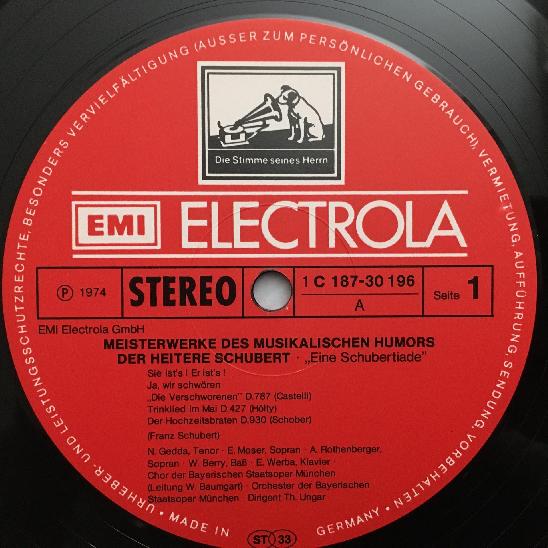 URHEBER- UND LEISTUNGSSCHUTZRECHTE, BESONDERS VERVIELFÄLTIGUNG (AUSSER ZUM PERSÖNLICHEN GEBRAUCH), VERMIETUNG, AUFFÜHRUNG, SENDUNG, VORBEHALTEN •
Die Stimme seines Herrn
EMI ELECTROLA
Ⓟ 1974 STEREO 1 C 187-30 196 A Seite 1
EMI Electrola GmbH
MEISTERWERKE DES MUSIKALISCHEN HUMORS
DER HEITERE SCHUBERT · „Eine Schubertiade"
Sie ist's! Er ist's!
Ja, wir schwören
„Die Verschworenen" D.787 (Castelli)
Trinklied im Mai D.427 (Hölty)
Der Hochzeitsbraten D.930 (Schober)
(Franz Schubert)
N. Gedda, Tenor · E. Moser, Sopran · A. Rothenberger,
Sopran · W. Berry, Baß · E. Werba, Klavier ·
Chor der Bayerischen Staatsoper München
(Leitung W. Baumgart) · Orchester der Bayerischen
Staatsoper München · Dirigent Th. Ungar
• MADE IN GERMANY •
ST 33